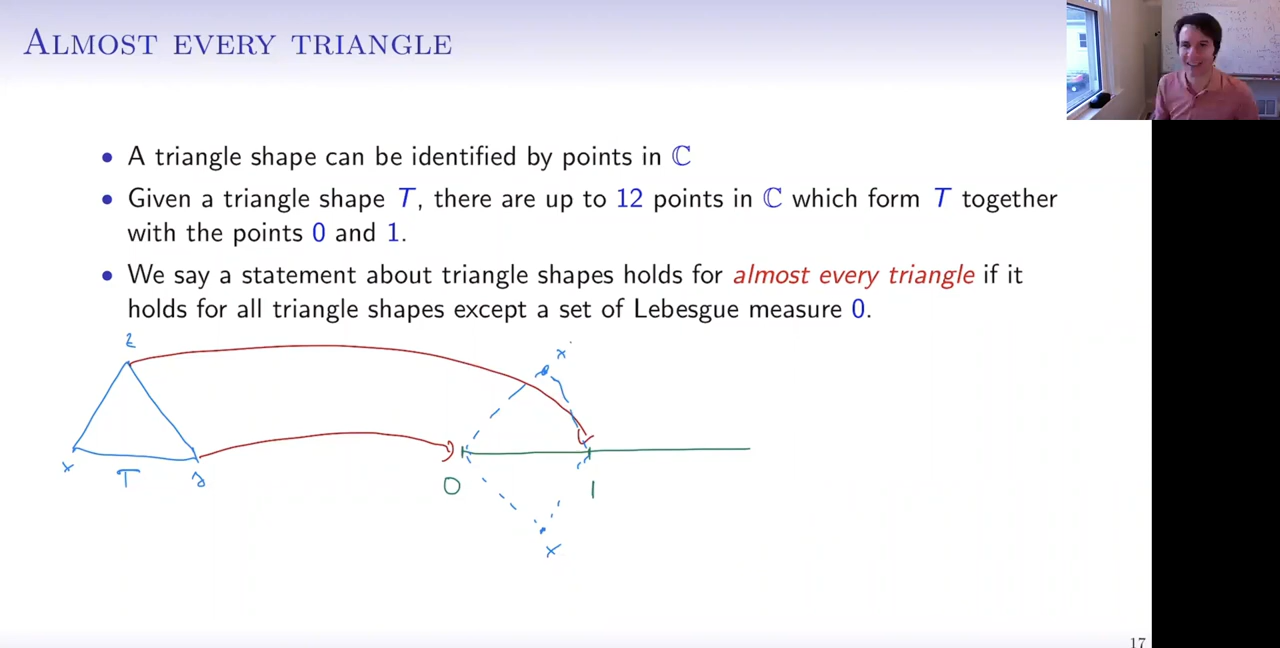 ALMOST EVERY TRIANGLE
• A triangle shape can be identified by points in ℂ
• Given a triangle shape T, there are up to 12 points in ℂ which form T together
with the points 0 and 1.
• We say a statement about triangle shapes holds for almost every triangle if it
holds for all triangle shapes except a set of Lebesgue measure 0.
z
x
x
T
0
1
x
17